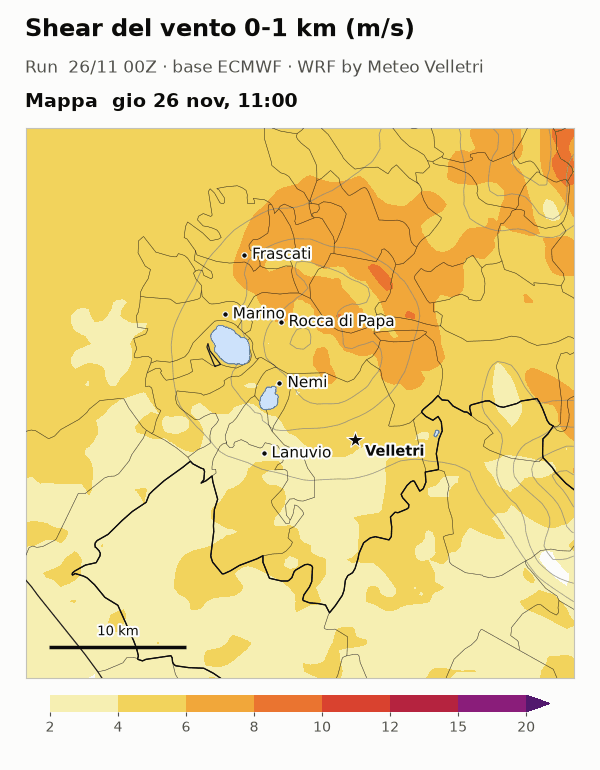 Shear del vento 0-1 km (m/s)
Run 26/11 00Z · base ECMWF · WRF by Meteo Velletri
Mappa gio 26 nov, 11:00
Frascati
Marino
Rocca di Papa
Nemi
Velletri
Lanuvio
10 km
2 4 6 8 10 12 15 20